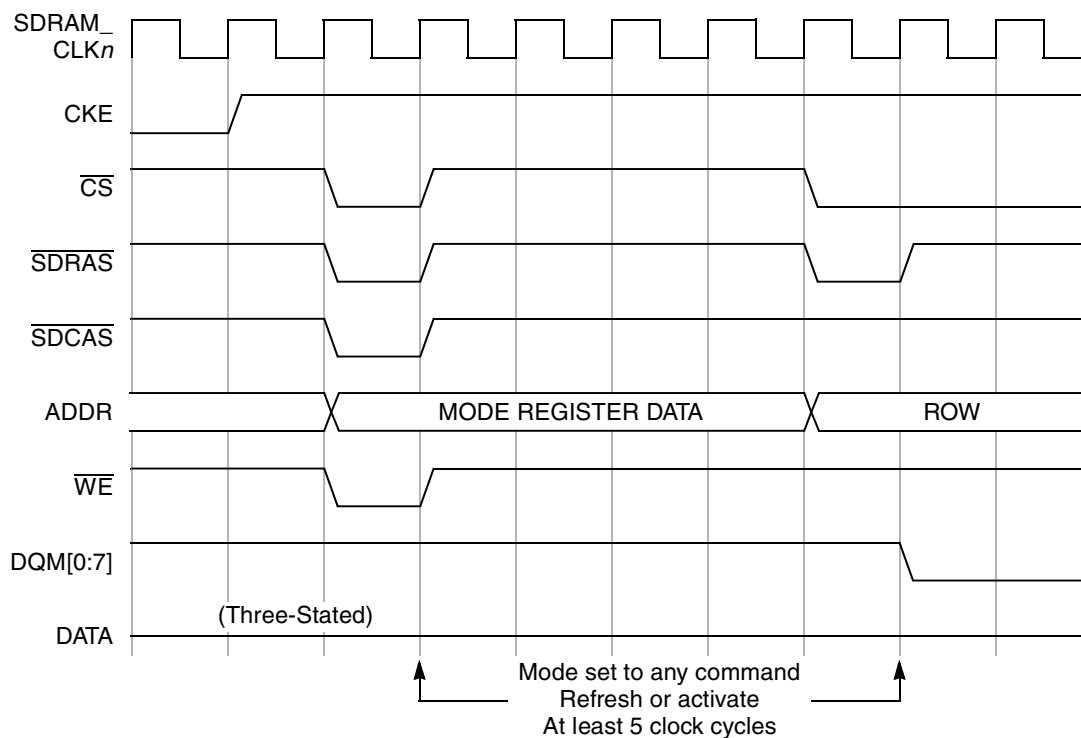 SDRAM_
CLKn
CKE
CS
SDRAS
SDCAS
ADDR
MODE REGISTER DATA
ROW
WE
DQM[0:7]
(Three-Stated)
DATA
Mode set to any command
Refresh or activate
At least 5 clock cycles